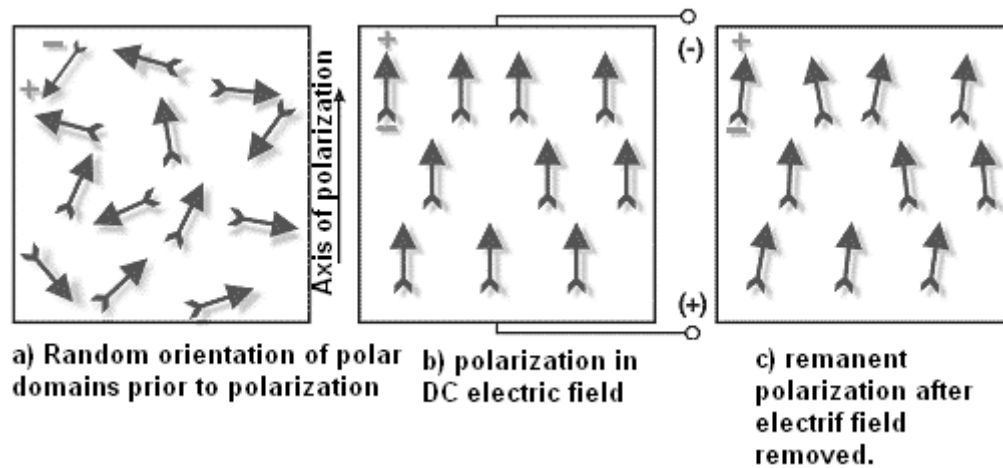 Axis of polarization
(-)
(+)
a) Random orientation of polar
domains prior to polarization
b) polarization in
DC electric field
c) remanent
polarization after
electrif field
removed.